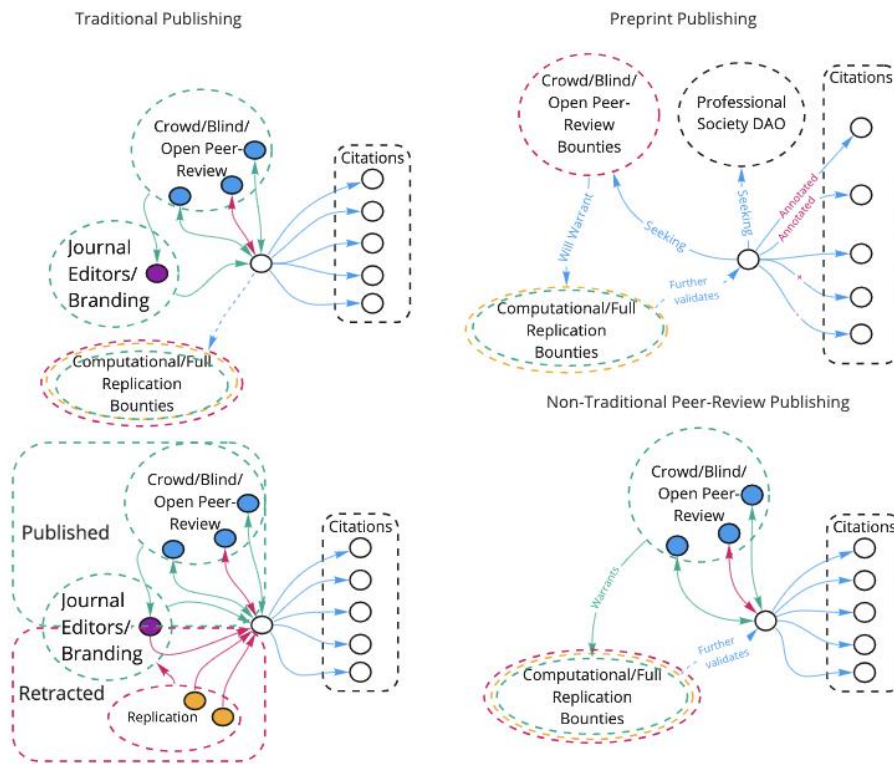 Traditional Publishing
Crowd/Blind/
Open Peer-
Review
Citations
Journal
Editors/
Branding
Computational/Full
Replication
Bounties
Published
Crowd/Blind/
Open Peer-
Review
Citations
Journal
Editors/
Branding
Retracted
Replication
Preprint Publishing
Crowd/Blind/
Open Peer-
Review
Bounties
Professional
Society DAO
Citations
Annotated
Annotated
Seeking
Seeking
Will Warrant
Further
validates
Computational/Full
Replication
Bounties
Non-Traditional Peer-Review Publishing
Crowd/Blind/
Open Peer-
Review
Citations
Warrants
Further
validates
Computational/Full
Replication
Bounties